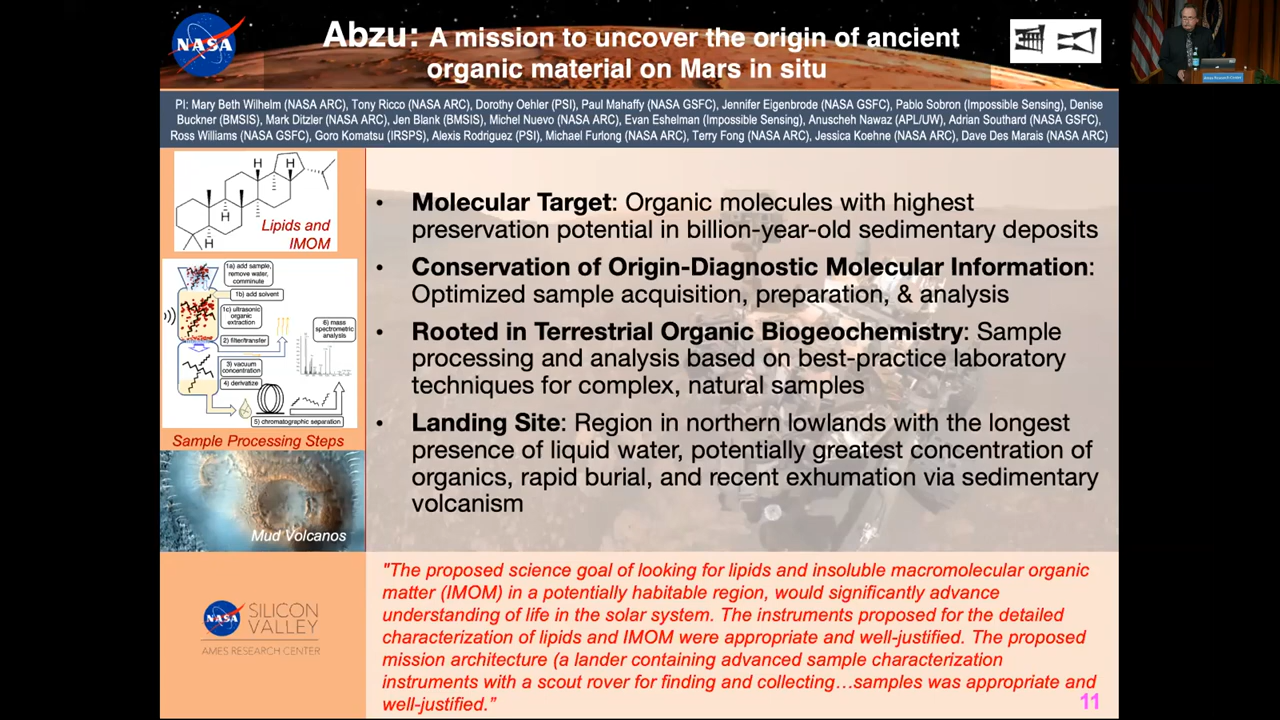 NASA
Abzu: A mission to uncover the origin of ancient
organic material on Mars in situ
PI: Mary Beth Wilhelm (NASA ARC), Tony Ricco (NASA ARC), Dorothy Oehler (PSI), Paul Mahaffy (NASA GSFC), Jennifer Eigenbrode (NASA GSFC), Pablo Sobron (Impossible Sensing), Denise
Buckner (BMSIS), Mark Ditzler (NASA ARC), Jen Blank (BMSIS), Michel Nuevo (NASA ARC), Evan Eshelman (Impossible Sensing), Anuscheh Nawaz (APL/UW), Adrian Southard (NASA GSFC),
Ross Williams (NASA GSFC), Goro Komatsu (IRSPS), Alexis Rodriguez (PSI), Michael Furlong (NASA ARC), Terry Fong (NASA ARC), Jessica Koehne (NASA ARC), Dave Des Marais (NASA ARC)
H H
H
H
Lipids and
IMOM
1a) add sample,
remove water,
comminute
1b) add solvent
1c) ultrasonic
organic
extraction
2) filter/transfer
3) vacuum
concentration
4) derivatize
5) chromatographic separation
6) mass
spectrometric
analysis
Sample Processing Steps
Mud Volcanos
• Molecular Target: Organic molecules with highest
preservation potential in billion-year-old sedimentary deposits
• Conservation of Origin-Diagnostic Molecular Information:
Optimized sample acquisition, preparation, & analysis
• Rooted in Terrestrial Organic Biogeochemistry: Sample
processing and analysis based on best-practice laboratory
techniques for complex, natural samples
• Landing Site: Region in northern lowlands with the longest
presence of liquid water, potentially greatest concentration of
organics, rapid burial, and recent exhumation via sedimentary
volcanism
NASA
SILICON
VALLEY
AMES RESEARCH CENTER
"The proposed science goal of looking for lipids and insoluble macromolecular organic
matter (IMOM) in a potentially habitable region, would significantly advance
understanding of life in the solar system. The instruments proposed for the detailed
characterization of lipids and IMOM were appropriate and well-justified. The proposed
mission architecture (a lander containing advanced sample characterization
instruments with a scout rover for finding and collecting…samples was appropriate and
well-justified.”
11